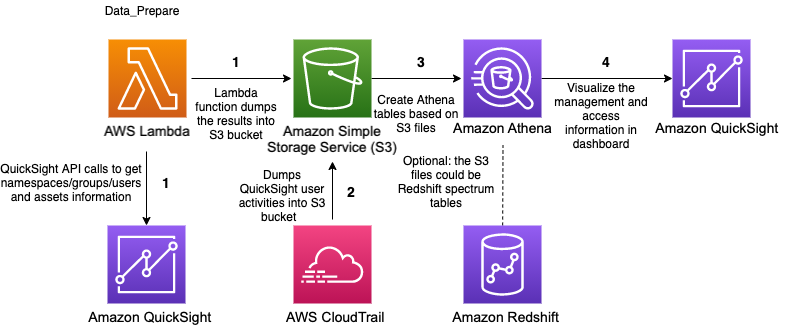 Data_Prepare
1
Lambda
function dumps
the results into
S3 bucket
3
Create Athena
tables based on
S3 files
4
Visualize the
management and
access
information in
dashboard
AWS Lambda
Amazon Simple
Storage Service (S3)
Amazon Athena
Amazon QuickSight
QuickSight API calls to get
namespaces/groups/users
and assets information
1
Dumps
QuickSight user
activities into S3
bucket
2
Optional: the S3
files could be
Redshift spectrum
tables
Amazon QuickSight
AWS CloudTrail
Amazon Redshift